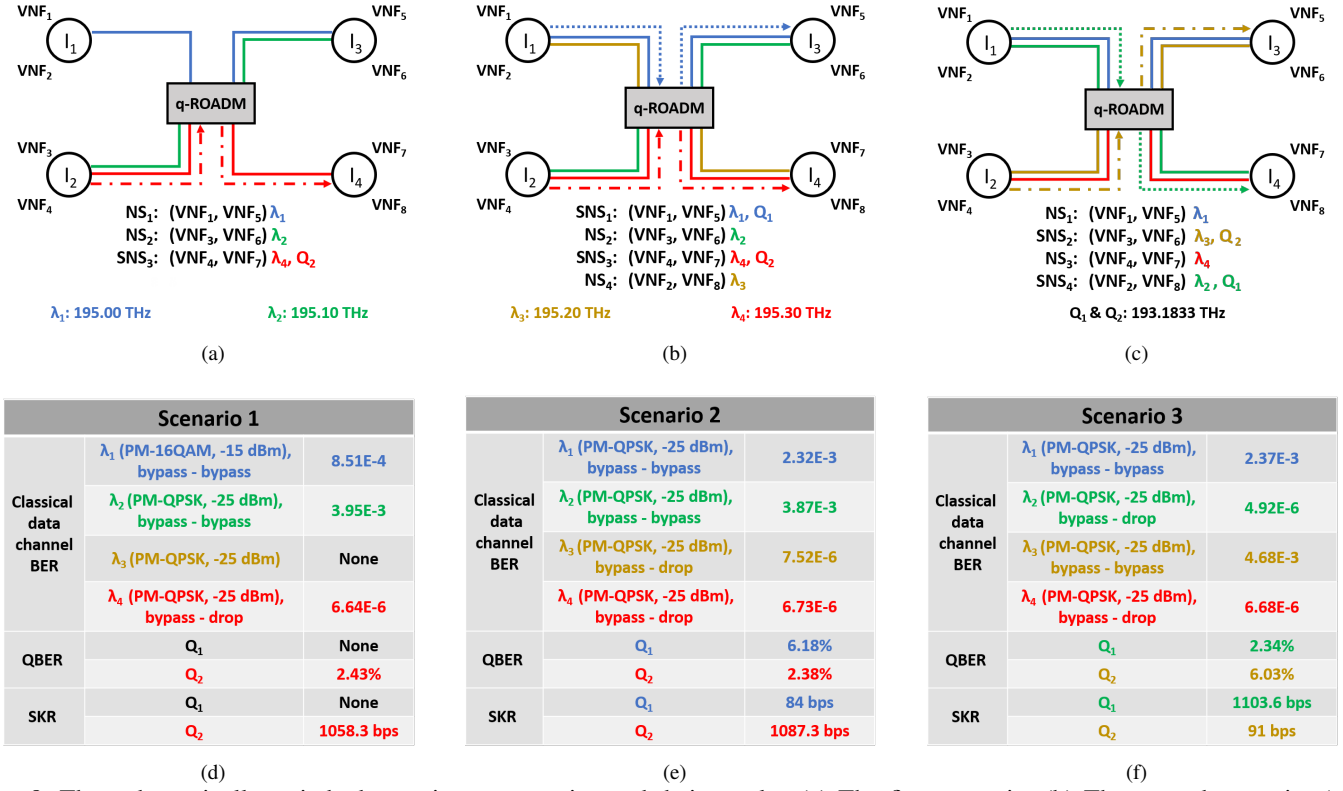 VNF₁
VNF₅
I₁
I₃
VNF₂
VNF₆
q-ROADM
VNF₃
VNF₇
I₂
I₄
VNF₄
VNF₈
NS₁: (VNF₁, VNF₅) λ₁
NS₂: (VNF₃, VNF₆) λ₂
SNS₃: (VNF₄, VNF₇) λ₄, Q₂
λ₁: 195.00 THz
λ₂: 195.10 THz
(a)
VNF₁
VNF₅
I₁
I₃
VNF₂
VNF₆
q-ROADM
VNF₃
VNF₇
I₂
I₄
VNF₄
VNF₈
SNS₁: (VNF₁, VNF₅) λ₁, Q₁
NS₂: (VNF₃, VNF₆) λ₂
SNS₃: (VNF₄, VNF₇) λ₄, Q₂
NS₄: (VNF₂, VNF₈) λ₃
λ₃: 195.20 THz
λ₄: 195.30 THz
(b)
VNF₁
VNF₅
I₁
I₃
VNF₂
VNF₆
q-ROADM
VNF₃
VNF₇
I₂
I₄
VNF₄
VNF₈
NS₁: (VNF₁, VNF₅) λ₁
SNS₂: (VNF₃, VNF₆) λ₃, Q₂
NS₃: (VNF₄, VNF₇) λ₄
SNS₄: (VNF₂, VNF₈) λ₂, Q₁
Q₁ & Q₂: 193.1833 THz
(c)
Scenario 1
Classical
data
channel
BER
λ₁ (PM-16QAM, -15 dBm),
bypass - bypass
8.51E-4
λ₂ (PM-QPSK, -25 dBm),
bypass - bypass
3.95E-3
λ₃ (PM-QPSK, -25 dBm)
None
λ₄ (PM-QPSK, -25 dBm),
bypass - drop
6.64E-6
QBER
Q₁
None
Q₂
2.43%
SKR
Q₁
None
Q₂
1058.3 bps
(d)
Scenario 2
Classical
data
channel
BER
λ₁ (PM-QPSK, -25 dBm),
bypass - bypass
2.32E-3
λ₂ (PM-QPSK, -25 dBm),
bypass - bypass
3.87E-3
λ₃ (PM-QPSK, -25 dBm),
bypass - drop
7.52E-6
λ₄ (PM-QPSK, -25 dBm),
bypass - drop
6.73E-6
QBER
Q₁
6.18%
Q₂
2.38%
SKR
Q₁
84 bps
Q₂
1087.3 bps
(e)
Scenario 3
Classical
data
channel
BER
λ₁ (PM-QPSK, -25 dBm),
bypass - bypass
2.37E-3
λ₂ (PM-QPSK, -25 dBm),
bypass - drop
4.92E-6
λ₃ (PM-QPSK, -25 dBm),
bypass - bypass
4.68E-3
λ₄ (PM-QPSK, -25 dBm),
bypass - drop
6.68E-6
QBER
Q₁
2.34%
Q₂
6.03%
SKR
Q₁
1103.6 bps
Q₂
91 bps
(f)